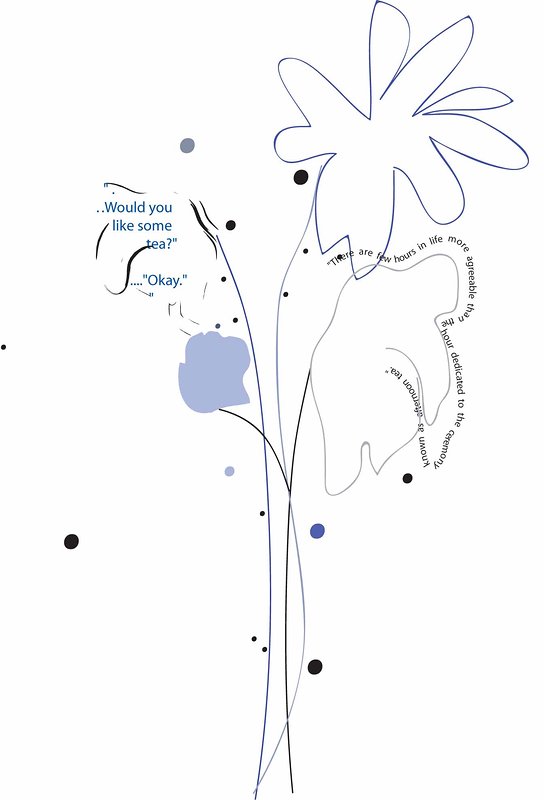 "
..Would you
like some
tea?"
...."Okay."
"
"There are few hours in life more agreeable than the hour dedicated to the ceremony
known as afternoon tea."